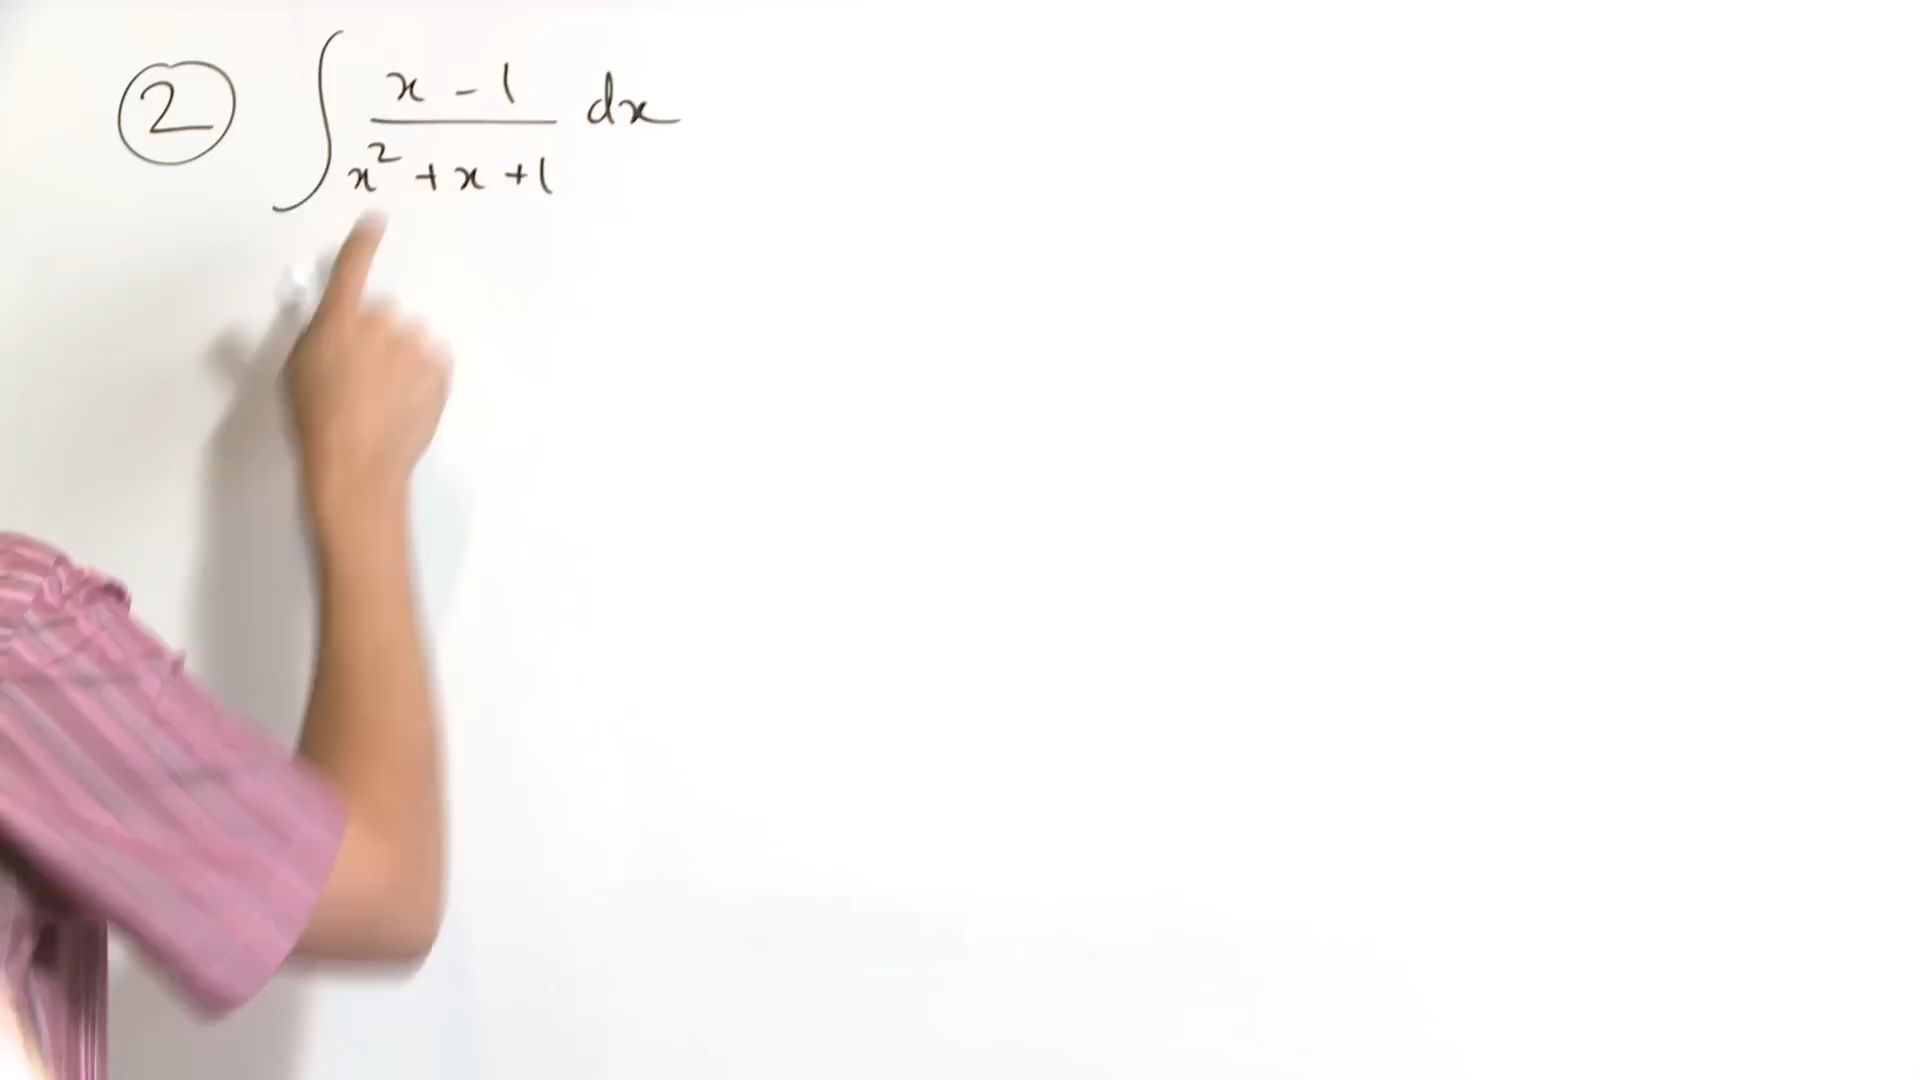 ② ∫ (x - 1)/(x² + x + 1) dx